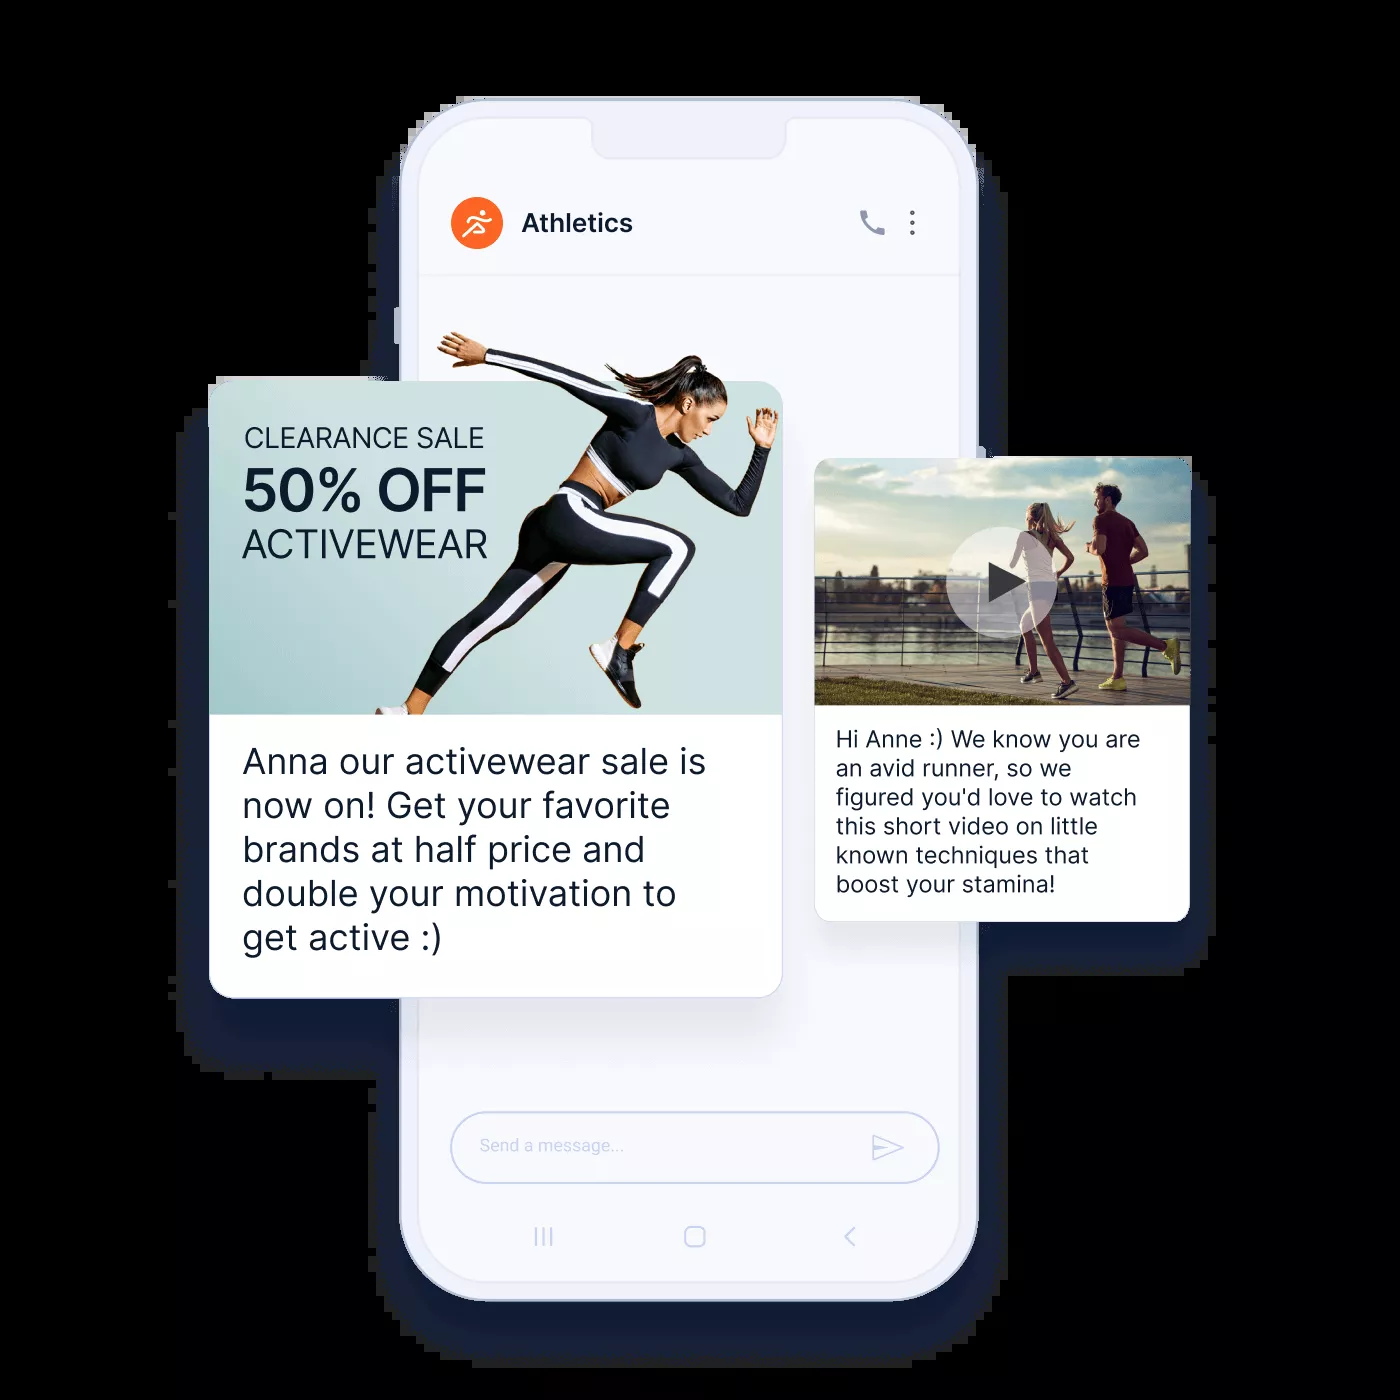 Athletics
CLEARANCE SALE
50% OFF
ACTIVEWEAR
Anna our activewear sale is
now on! Get your favorite
brands at half price and
double your motivation to
get active :)
Hi Anne :) We know you are
an avid runner, so we
figured you'd love to watch
this short video on little
known techniques that
boost your stamina!
Send a message...